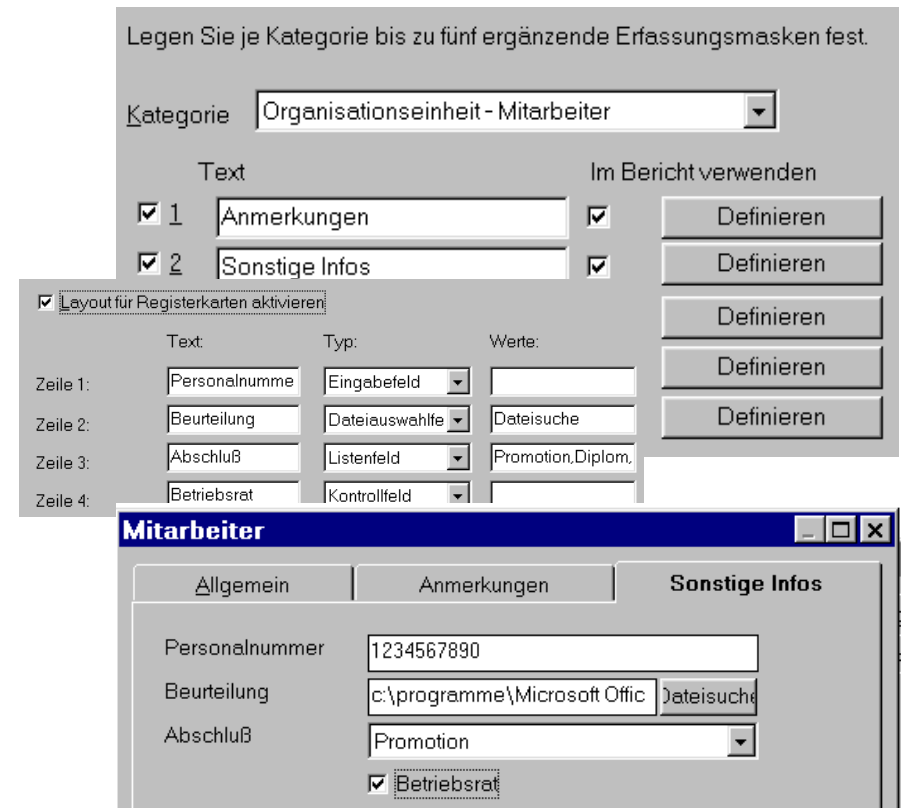 Legen Sie je Kategorie bis zu fünf ergänzende Erfassungsmasken fest.
Kategorie Organisationseinheit - Mitarbeiter
Text Im Bericht verwenden
1 Anmerkungen Definieren
2 Sonstige Infos Definieren
Definieren
Definieren
Definieren
Layout für Registerkarten aktivieren
Text: Typ: Werte:
Zeile 1: Personalnumme Eingabefeld
Zeile 2: Beurteilung Dateiauswahlfe Dateisuche
Zeile 3: Abschluß Listenfeld Promotion,Diplom,
Zeile 4: Betriebsrat Kontrollfeld
Mitarbeiter
Allgemein Anmerkungen Sonstige Infos
Personalnummer 1234567890
Beurteilung c:\programme\Microsoft Offic Dateisuche
Abschluß Promotion
Betriebsrat